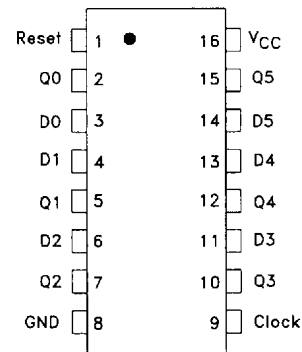 Reset 1 16 VCC
Q0 2 15 Q5
D0 3 14 D5
D1 4 13 D4
Q1 5 12 Q4
D2 6 11 D3
Q2 7 10 Q3
GND 8 9 Clock